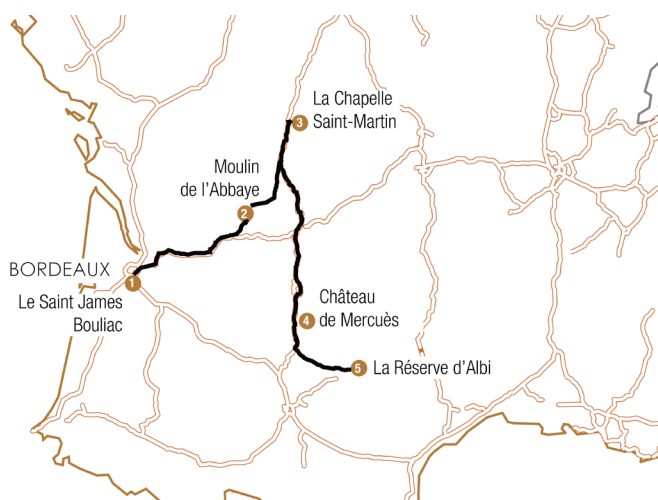 La Chapelle
Saint-Martin
3
Moulin
de l'Abbaye
2
BORDEAUX
1
Le Saint James
Bouliac
Château
de Mercuès
4
5
La Réserve d'Albi